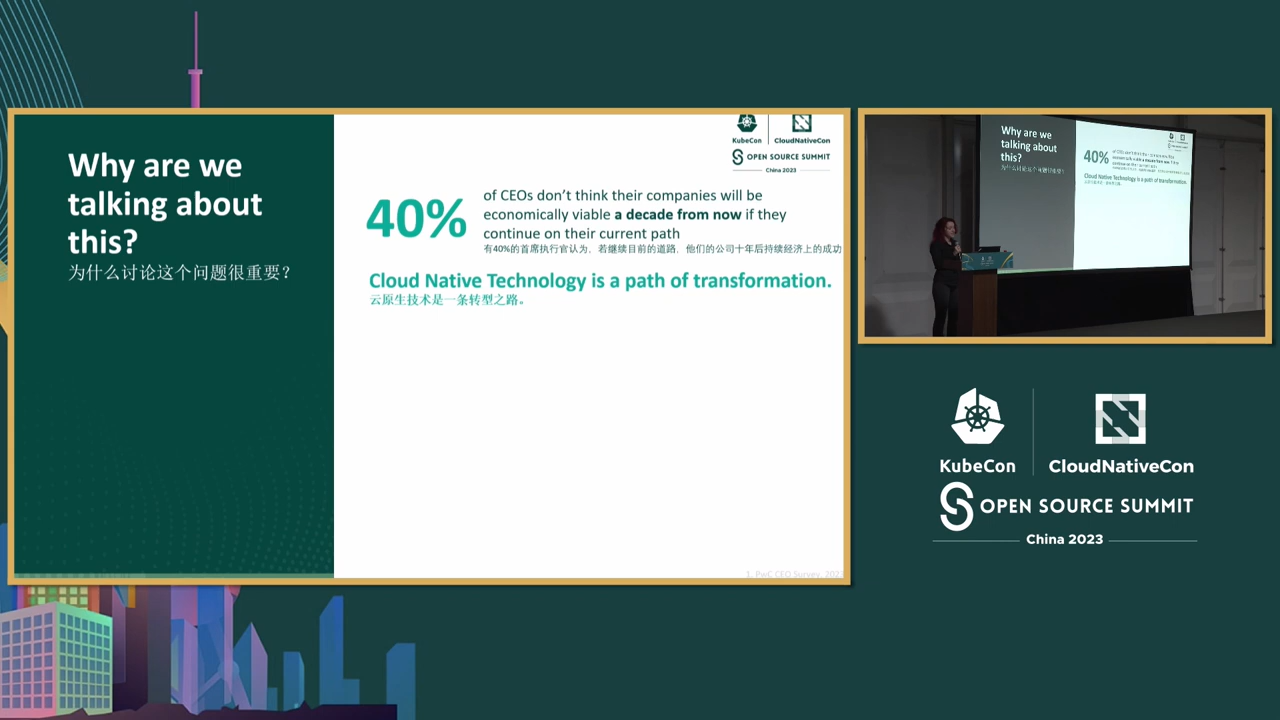 Why are we
talking about
this?
为什么讨论这个问题很重要?
KubeCon
CloudNativeCon
OPEN SOURCE SUMMIT
China 2023
40%
of CEOs don't think their companies will be
economically viable a decade from now if they
continue on their current path
有40%的首席执行官认为，若继续目前的道路，他们的公司十年后持续经济上的成功
Cloud Native Technology is a path of transformation.
云原生技术是一条转型之路。
1. PwC CEO Survey, 2023
Why are we
talking about
this?
40%
Cloud Native Technology is a path of transformation.
KubeCon
CloudNativeCon
OPEN SOURCE SUMMIT
China 2023